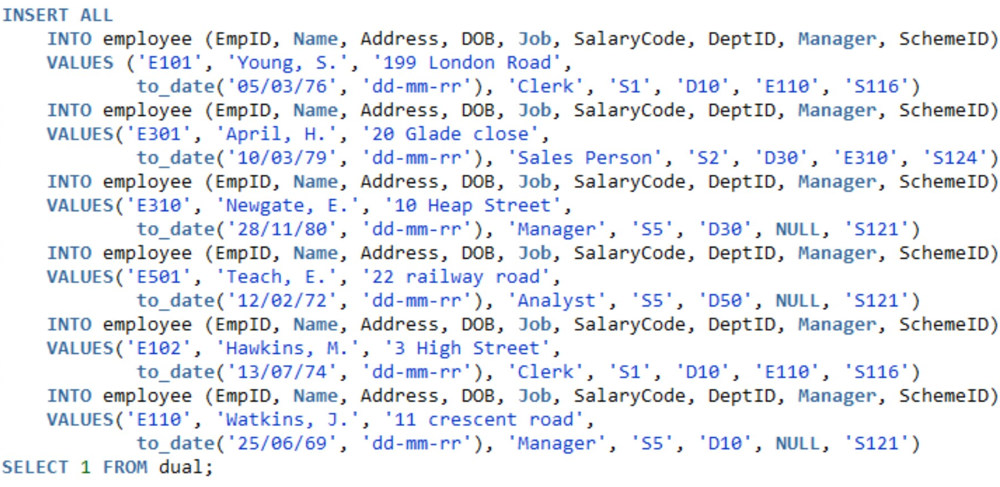 INSERT ALL
INTO employee (EmpID, Name, Address, DOB, Job, SalaryCode, DeptID, Manager, SchemeID)
VALUES ('E101', 'Young, S.', '199 London Road',
to_date('05/03/76', 'dd-mm-rr'), 'Clerk', 'S1', 'D10', 'E110', 'S116')
INTO employee (EmpID, Name, Address, DOB, Job, SalaryCode, DeptID, Manager, SchemeID)
VALUES('E301', 'April, H.', '20 Glade close',
to_date('10/03/79', 'dd-mm-rr'), 'Sales Person', 'S2', 'D30', 'E310', 'S124')
INTO employee (EmpID, Name, Address, DOB, Job, SalaryCode, DeptID, Manager, SchemeID)
VALUES('E310', 'Newgate, E.', '10 Heap Street',
to_date('28/11/80', 'dd-mm-rr'), 'Manager', 'S5', 'D30', NULL, 'S121')
INTO employee (EmpID, Name, Address, DOB, Job, SalaryCode, DeptID, Manager, SchemeID)
VALUES('E501', 'Teach, E.', '22 railway road',
to_date('12/02/72', 'dd-mm-rr'), 'Analyst', 'S5', 'D50', NULL, 'S121')
INTO employee (EmpID, Name, Address, DOB, Job, SalaryCode, DeptID, Manager, SchemeID)
VALUES('E102', 'Hawkins, M.', '3 High Street',
to_date('13/07/74', 'dd-mm-rr'), 'Clerk', 'S1', 'D10', 'E110', 'S116')
INTO employee (EmpID, Name, Address, DOB, Job, SalaryCode, DeptID, Manager, SchemeID)
VALUES('E110', 'Watkins, J.', '11 crescent road',
to_date('25/06/69', 'dd-mm-rr'), 'Manager', 'S5', 'D10', NULL, 'S121')
SELECT 1 FROM dual;